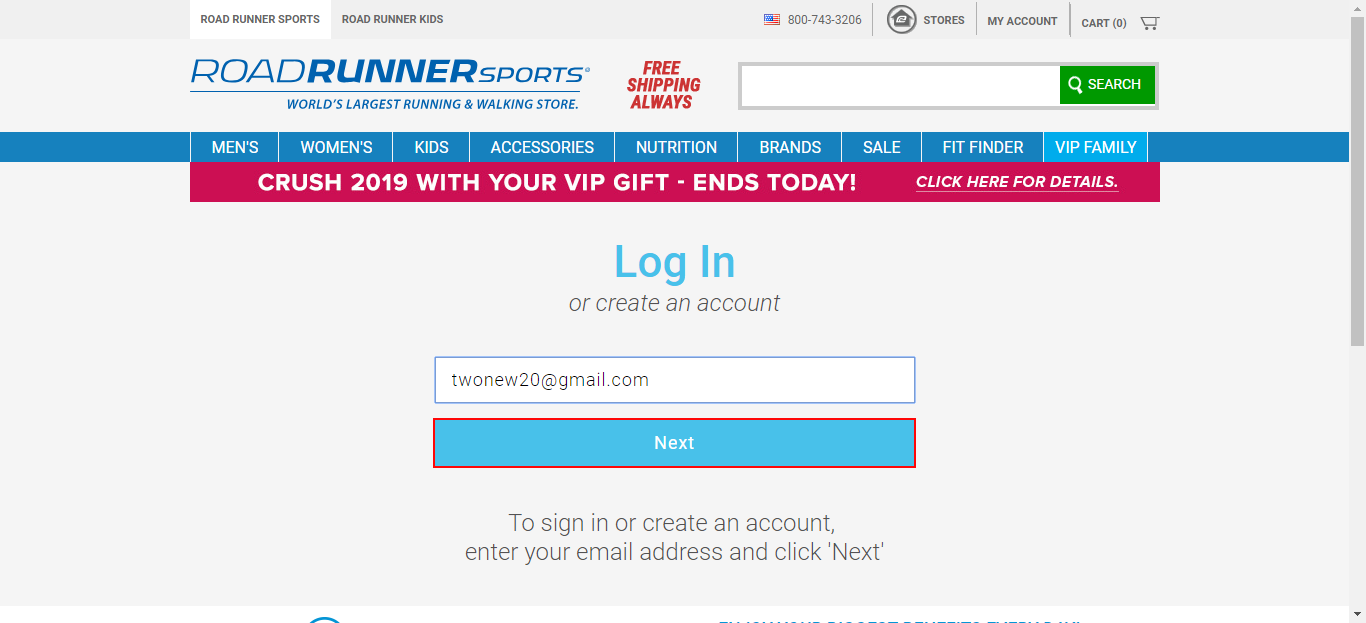 ROAD RUNNER SPORTS ROAD RUNNER KIDS 800-743-3206 STORES MY ACCOUNT CART (0)
ROADRUNNERSPORTS®
WORLD'S LARGEST RUNNING & WALKING STORE.
FREE
SHIPPING
ALWAYS
SEARCH
MEN'S WOMEN'S KIDS ACCESSORIES NUTRITION BRANDS SALE FIT FINDER VIP FAMILY
CRUSH 2019 WITH YOUR VIP GIFT - ENDS TODAY! CLICK HERE FOR DETAILS.
Log In
or create an account
twonew20@gmail.com
Next
To sign in or create an account,
enter your email address and click 'Next'